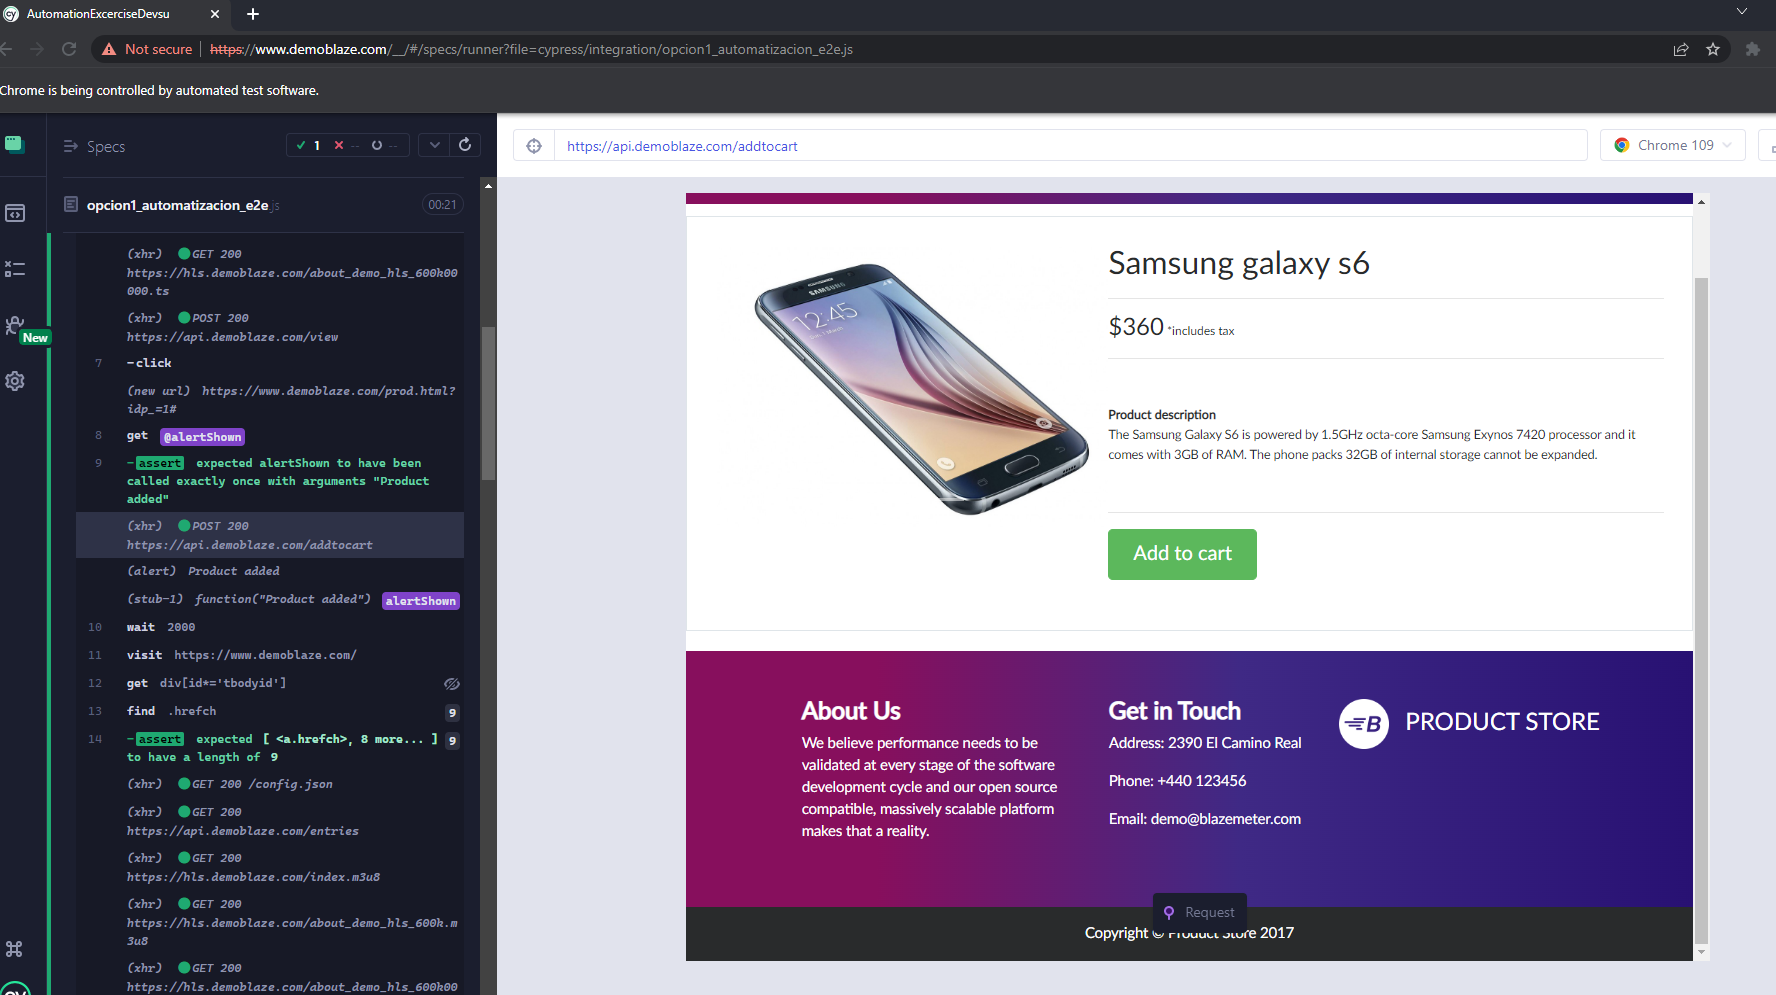 AutomationExcerciseDevsu
Not secure https://www.demoblaze.com/__/#/specs/runner?file=cypress/integration/opcion1_automatizacion_e2e.js
Chrome is being controlled by automated test software.
Specs
1 -- --
https://api.demoblaze.com/addtocart
Chrome 109
opcion1_automatizacion_e2e.js 00:21
(xhr) GET 200
https://hls.demoblaze.com/about_demo_hls_600k00
000.ts
(xhr) POST 200
https://api.demoblaze.com/view
7 -click
(new url) https://www.demoblaze.com/prod.html?
idp_=1#
8 get @alertShown
9 -assert expected alertShown to have been
called exactly once with arguments "Product
added"
(xhr) POST 200
https://api.demoblaze.com/addtocart
(alert) Product added
(stub-1) function("Product added") alertShown
10 wait 2000
11 visit https://www.demoblaze.com/
12 get div[id*='tbodyid']
13 find .hrefch 9
14 -assert expected [ <a.hrefch>, 8 more... ] 9
to have a length of 9
(xhr) GET 200 /config.json
(xhr) GET 200
https://api.demoblaze.com/entries
(xhr) GET 200
https://hls.demoblaze.com/index.m3u8
(xhr) GET 200
https://hls.demoblaze.com/about_demo_hls_600k.m
3u8
(xhr) GET 200
https://hls.demoblaze.com/about_demo_hls_600k00
New
SAMSUNG
12:45
Samsung galaxy s6
$360 *includes tax
Product description
The Samsung Galaxy S6 is powered by 1.5GHz octa-core Samsung Exynos 7420 processor and it
comes with 3GB of RAM. The phone packs 32GB of internal storage cannot be expanded.
Add to cart
About Us
We believe performance needs to be
validated at every stage of the software
development cycle and our open source
compatible, massively scalable platform
makes that a reality.
Get in Touch
Address: 2390 El Camino Real
Phone: +440 123456
Email: demo@blazemeter.com
B PRODUCT STORE
Request
Copyright © Product Store 2017